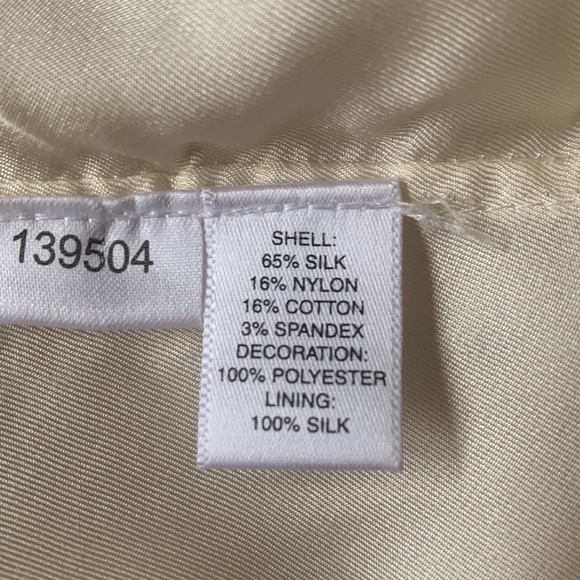 139504
SHELL:
65% SILK
16% NYLON
16% COTTON
3% SPANDEX
DECORATION:
100% POLYESTER
LINING:
100% SILK